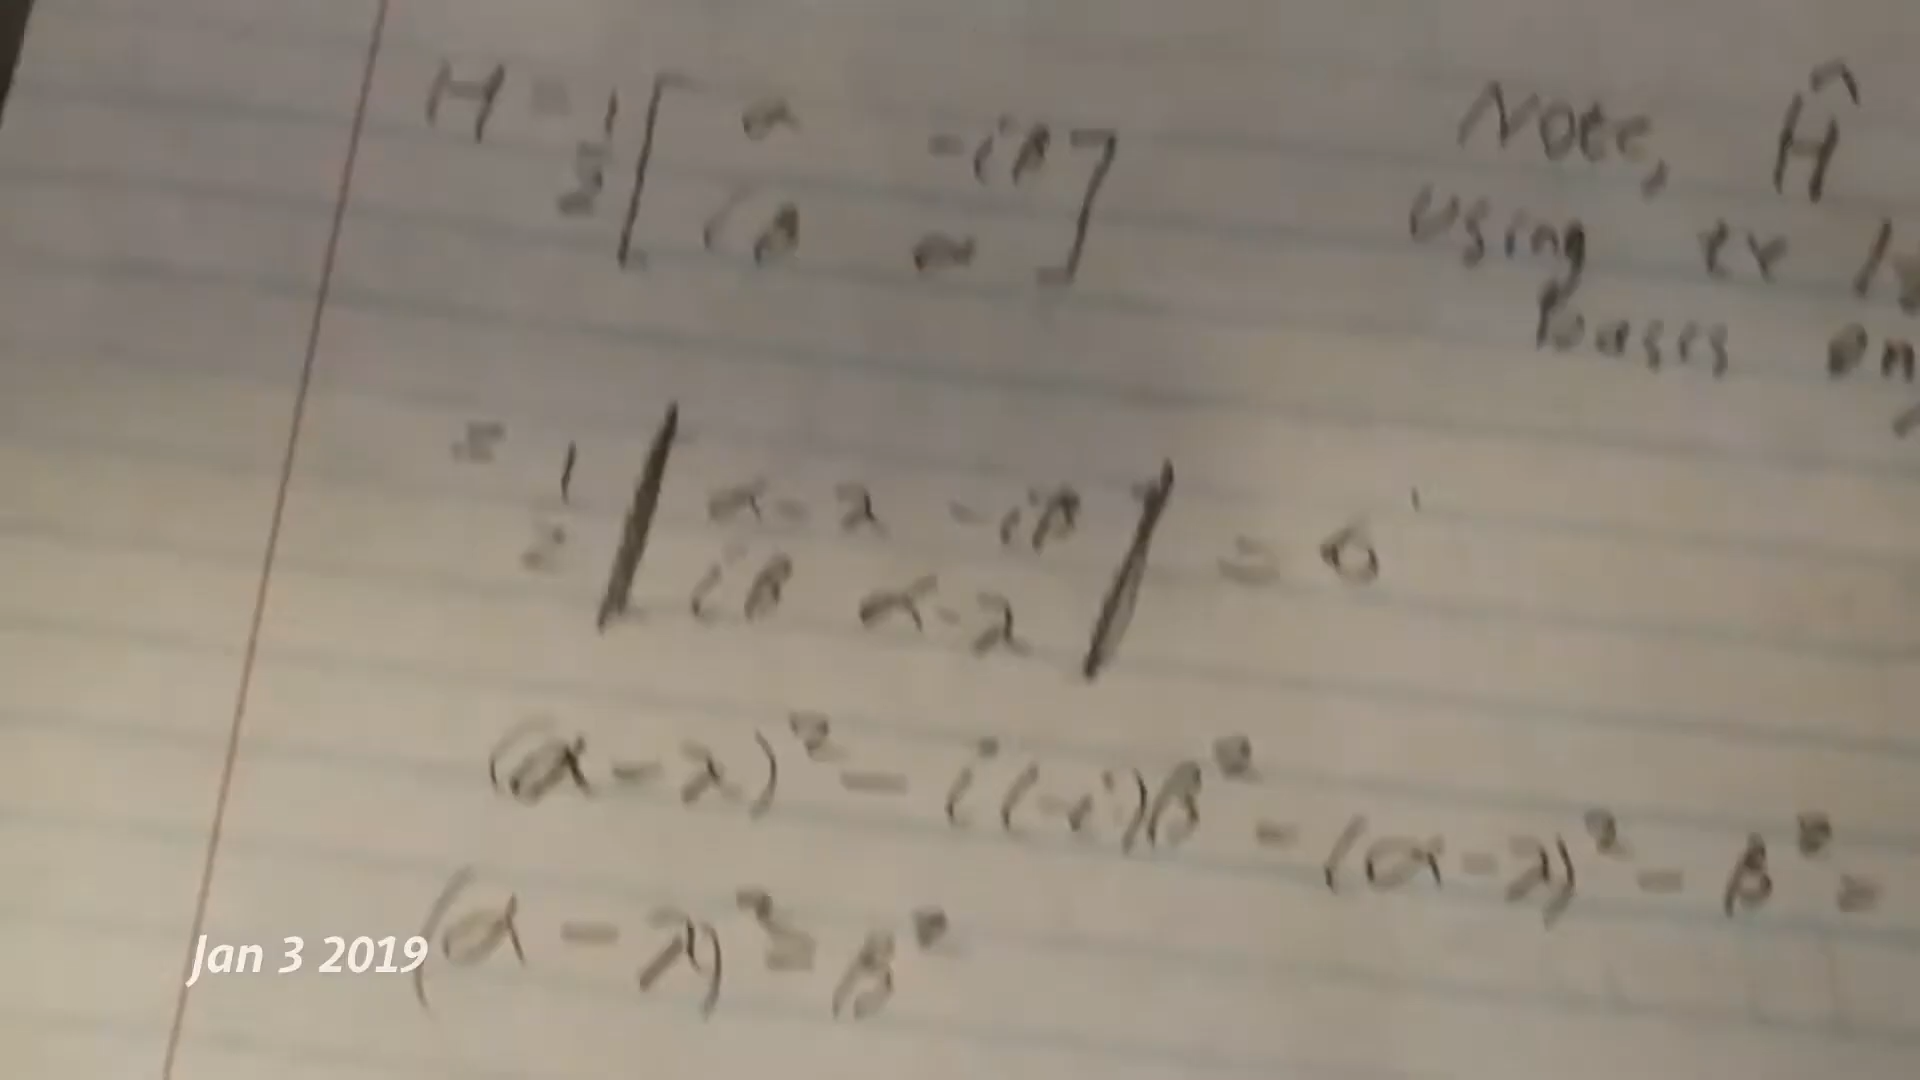 H = 1/2 [ α -iβ
iβ α ]
Note, Ĥ
using
bases
= 1/2 | α-λ -iβ
iβ α-λ | = 0
(α-λ)² - i(-i)β² = (α-λ)² - β² =
(α-λ)² = β²
Jan 3 2019